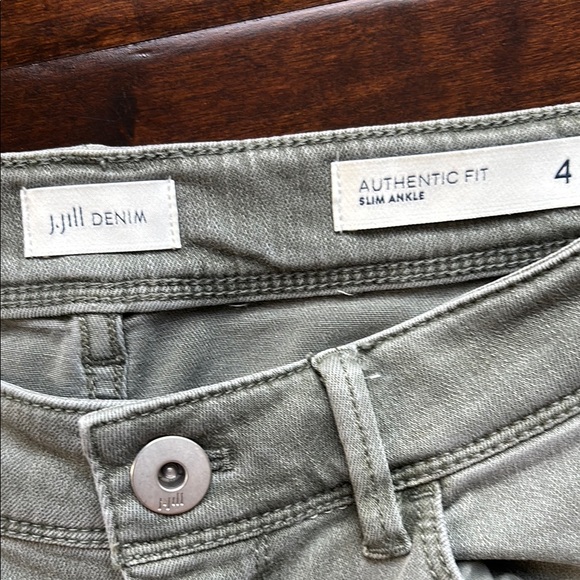 J.Jill DENIM
AUTHENTIC FIT 4
SLIM ANKLE
J.Jill